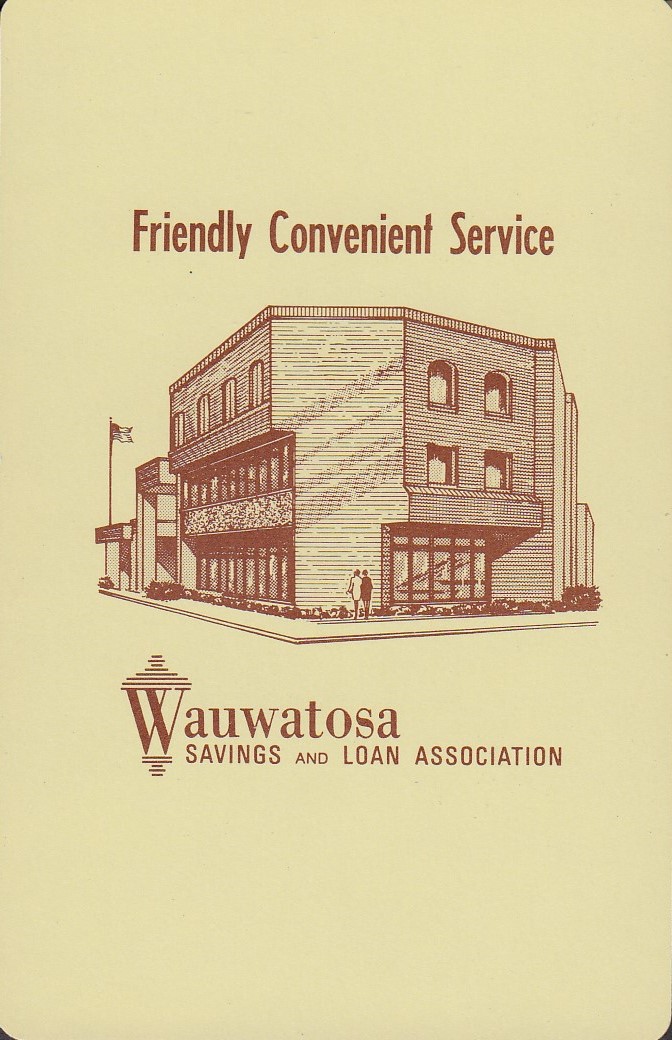 Friendly Convenient Service
Wauwatosa
SAVINGS AND LOAN ASSOCIATION